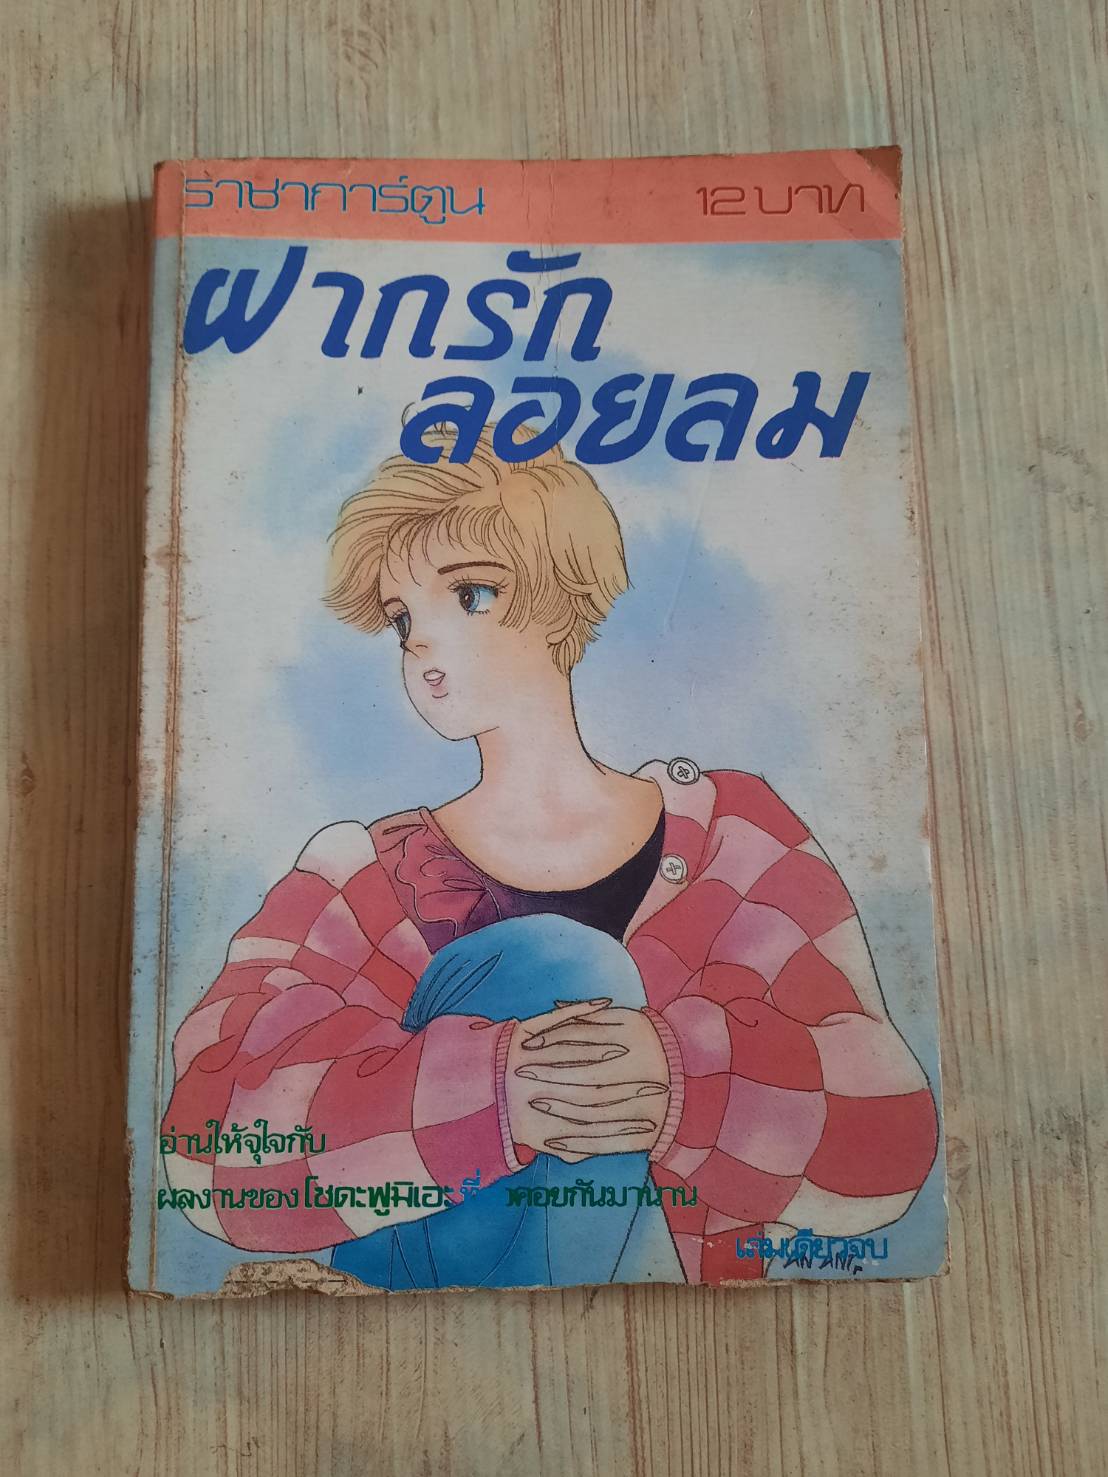 ราชาการ์ตูน 12 บาท
ฝากรัก
ลอยลม
อ่านให้จุใจกับ
ผลงานของ โชดะฟูมิเอะ ที่ รอคอยกันมานาน
เล่มเดียวจบ